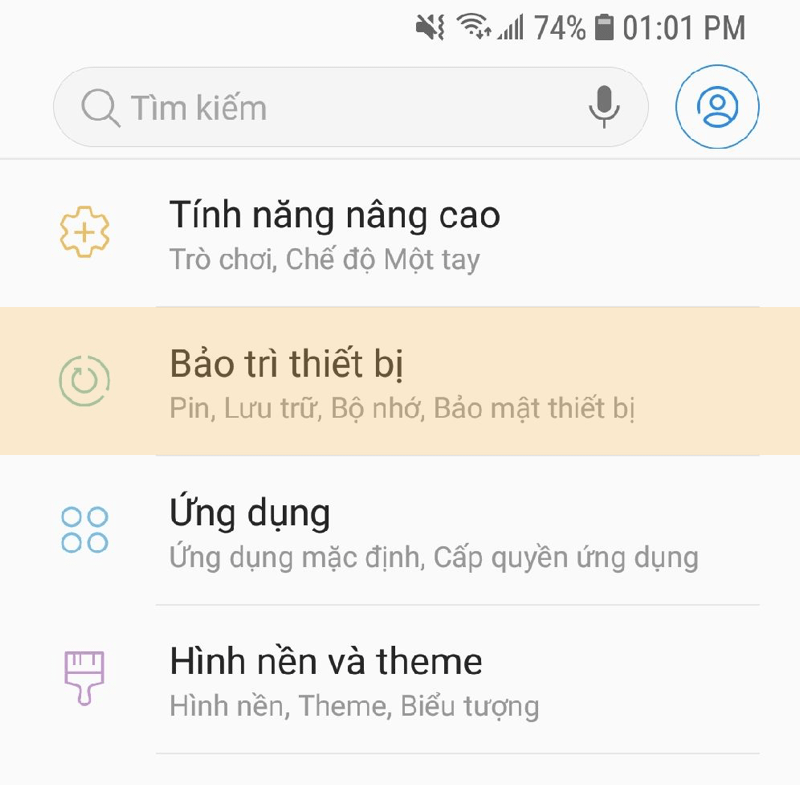 74% 01:01 PM
Tìm kiếm
Tính năng nâng cao
Trò chơi, Chế độ Một tay
Bảo trì thiết bị
Pin, Lưu trữ, Bộ nhớ, Bảo mật thiết bị
Ứng dụng
Ứng dụng mặc định, Cấp quyền ứng dụng
Hình nền và theme
Hình nền, Theme, Biểu tượng